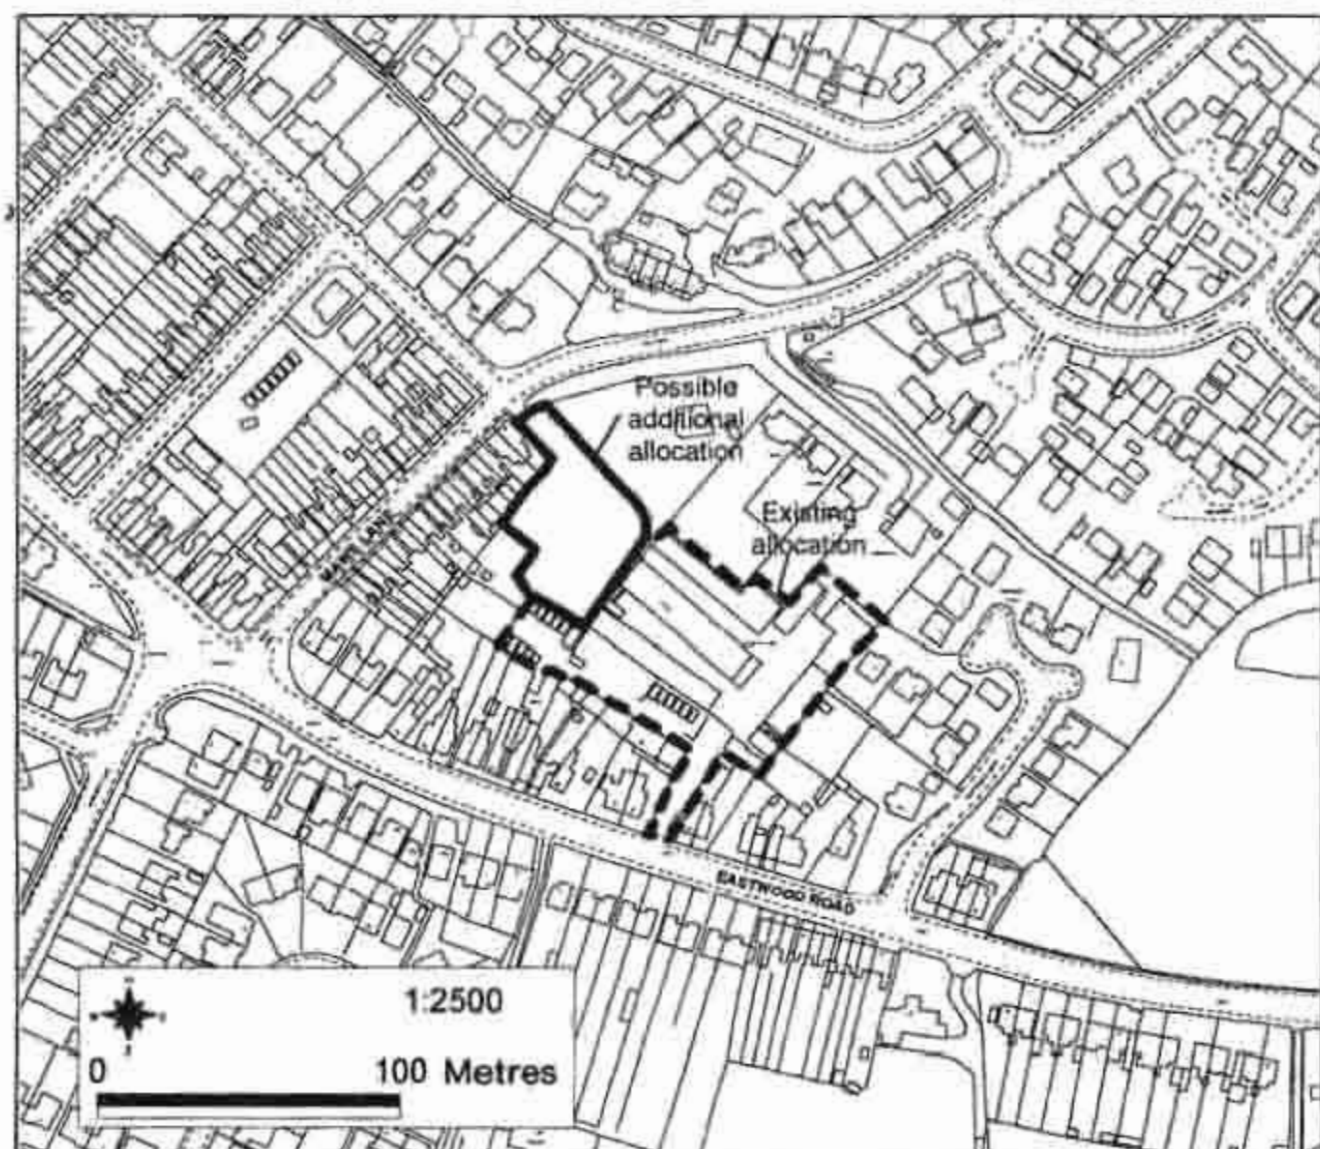 Possible
additional
allocation
Existing
allocation
EASTWOOD ROAD
1:2500
0 100 Metres